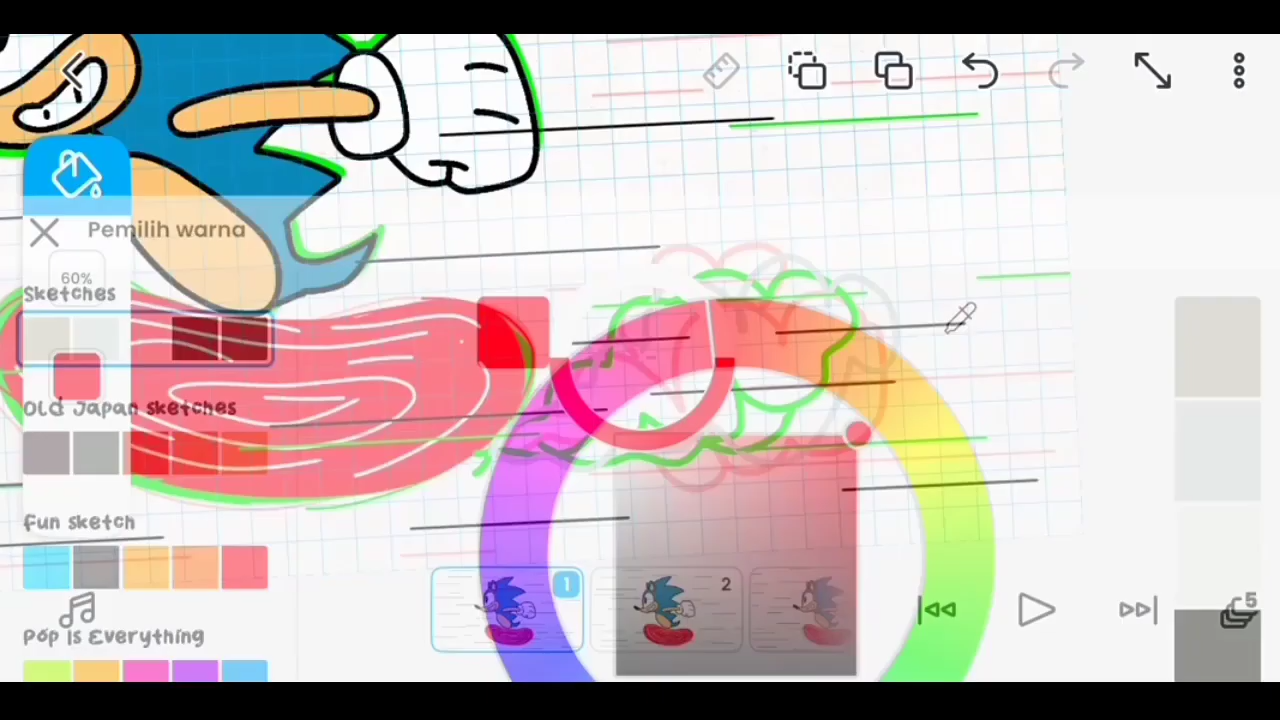 Pemilih warna
60%
Sketches
Old Japan sketches
Fun sketch
Pop is Everything
1
2
5